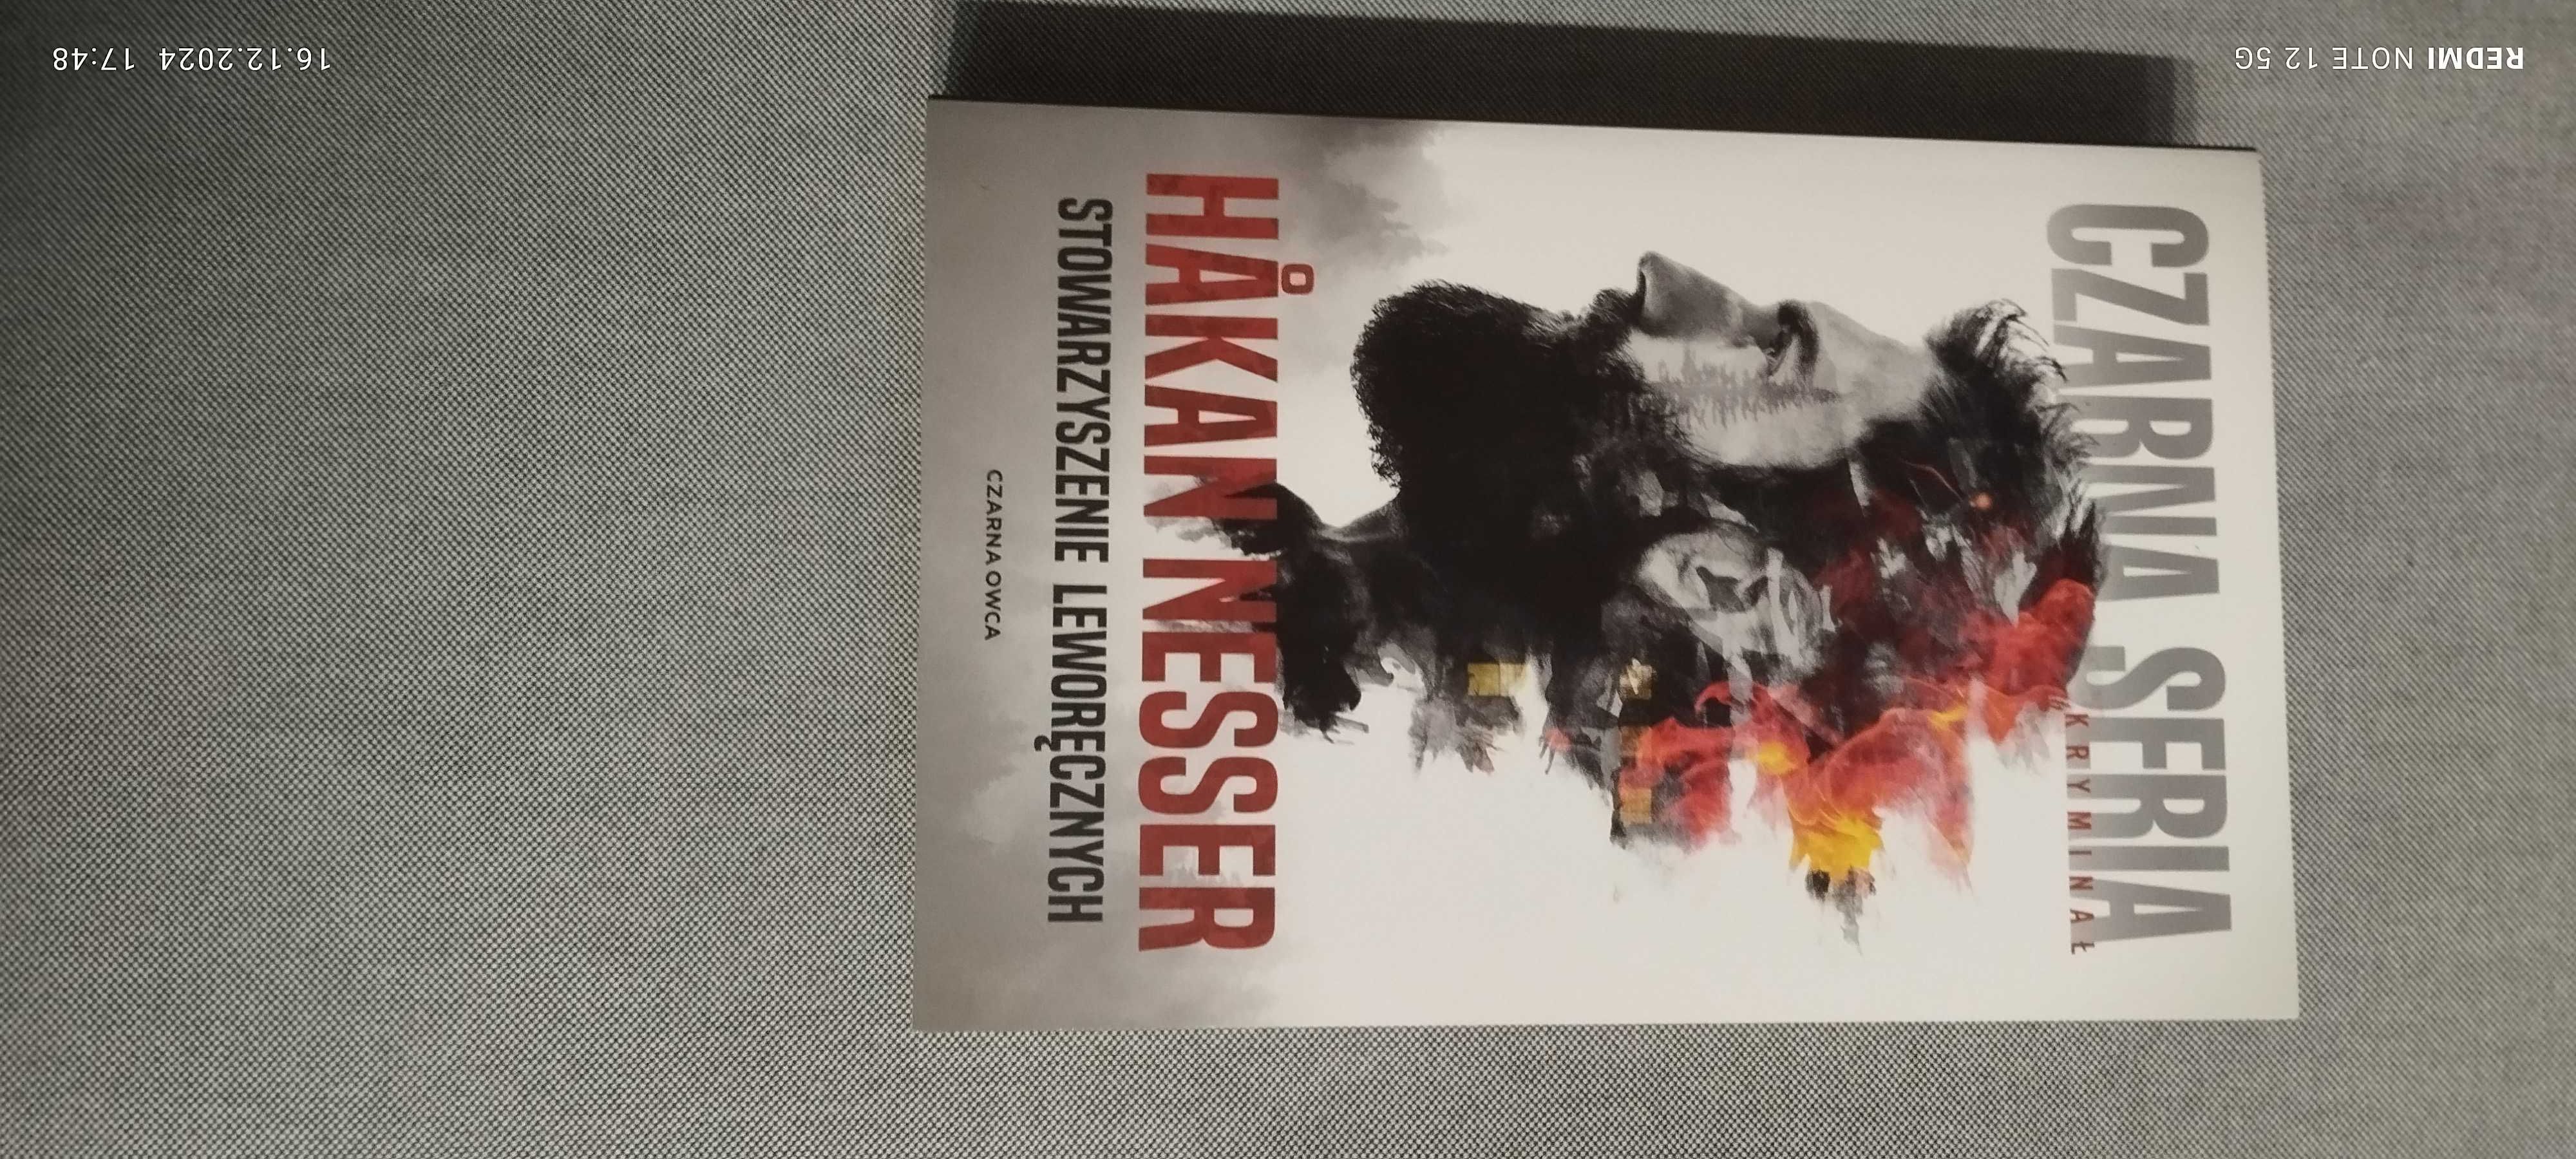 CZARNA SERIA
KRYMINAŁ
HÅKAN NESSER
STOWARZYSZENIE LEWORĘCZNYCH
CZARNA OWCA
REDMI NOTE 12 5G
16.12.2024 17:48